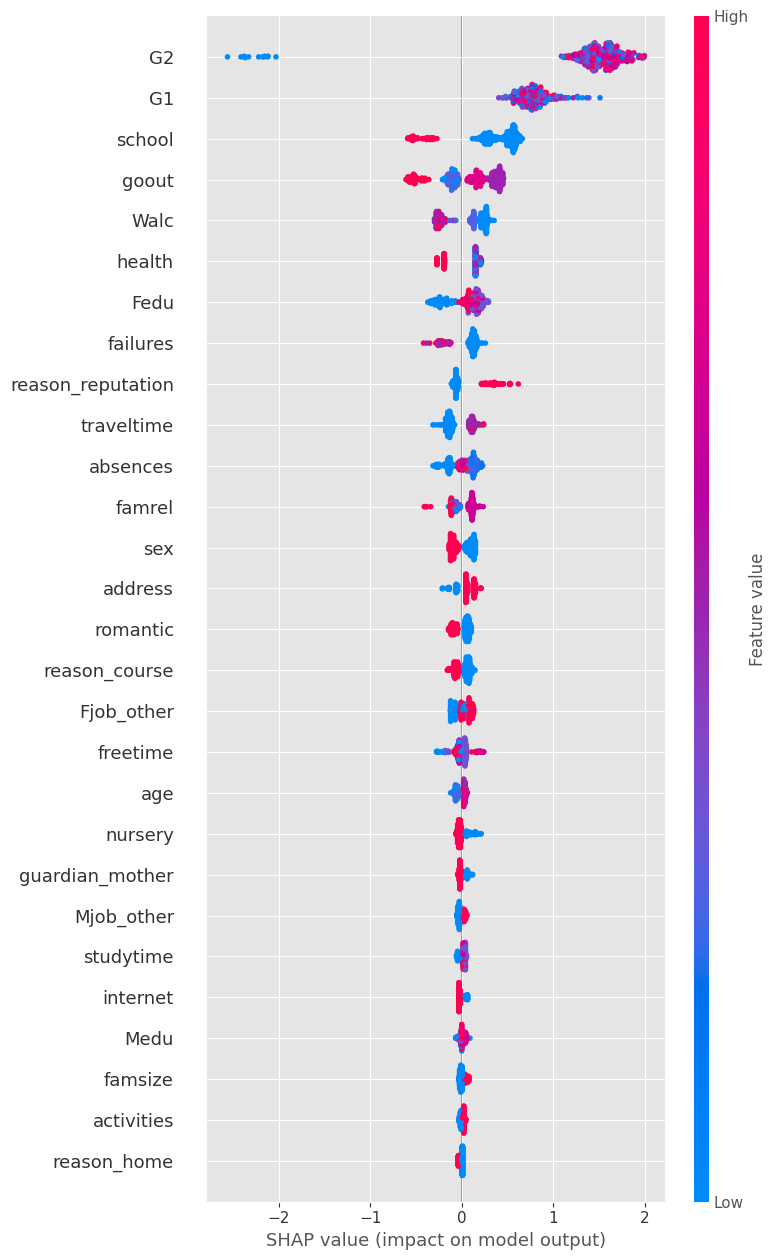 High
G2
G1
school
goout
Walc
health
Fedu
failures
reason_reputation
traveltime
absences
famrel
sex
address
romantic
reason_course
Fjob_other
freetime
age
nursery
guardian_mother
Mjob_other
studytime
internet
Medu
famsize
activities
reason_home
Feature value
Low
−2 −1 0 1 2
SHAP value (impact on model output)